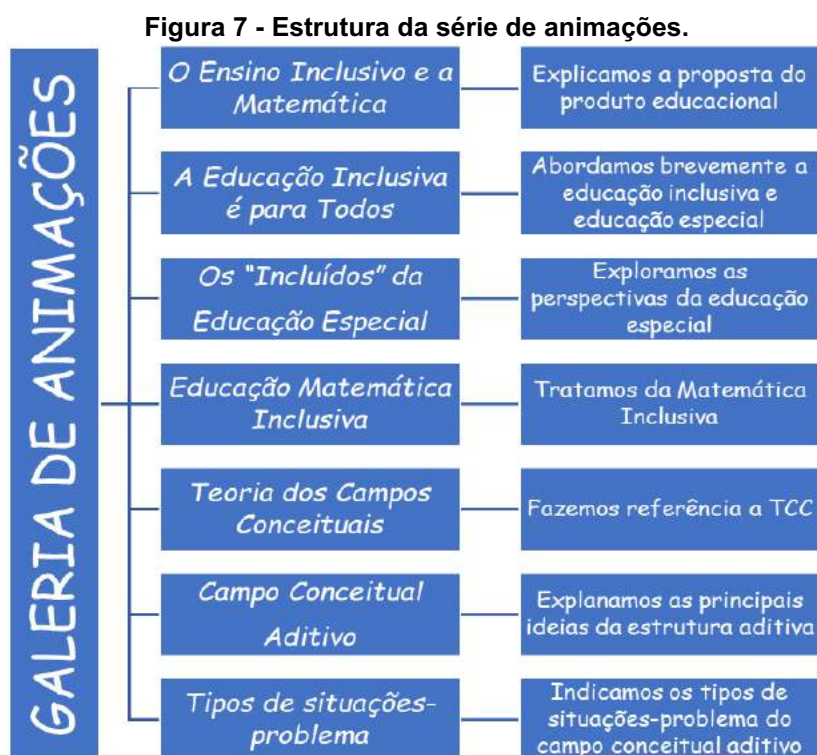 Figura 7 - Estrutura da série de animações.
GALERIA DE ANIMAÇÕES
O Ensino Inclusivo e a
Matemática
Explicamos a proposta do
produto educacional
A Educação Inclusiva
é para Todos
Abordamos brevemente a
educação inclusiva e
educação especial
Os "Incluídos" da
Educação Especial
Exploramos as
perspectivas da educação
especial
Educação Matemática
Inclusiva
Tratamos da Matemática
Inclusiva
Teoria dos Campos
Conceituais
Fazemos referência a TCC
Campo Conceitual
Aditivo
Explanamos as principais
ideias da estrutura aditiva
Tipos de situações-
problema
Indicamos os tipos de
situações-problema do
campo conceitual aditivo